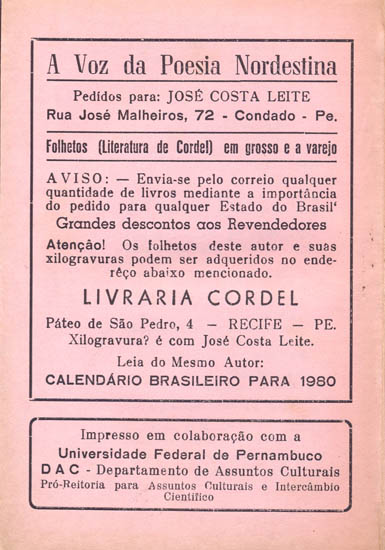 A Voz da Poesia Nordestina
Pedidos para: JOSÉ COSTA LEITE
Rua José Malheiros, 72 - Condado - Pe.
Folhetos (Literatura de Cordel) em grosso e a varejo
AVISO: — Envia-se pelo correio qualquer
quantidade de livros mediante a importância
do pedido para qualquer Estado do Brasil'
Grandes descontos aos Revendedores
Atenção! Os folhetos deste autor e suas
xilogravuras podem ser adqueridos no ende-
rêço abaixo mencionado.
LIVRARIA CORDEL
Páteo de São Pedro, 4 — RECIFE — PE.
Xilogravura? é com José Costa Leite.
Leia do Mesmo Autor:
CALENDÁRIO BRASILEIRO PARA 1980
Impresso em colaboração com a
Universidade Federal de Pernambuco
DAC - Departamento de Assuntos Culturais
Pró-Reitoria para Assuntos Culturais e Intercâmbio
Científico